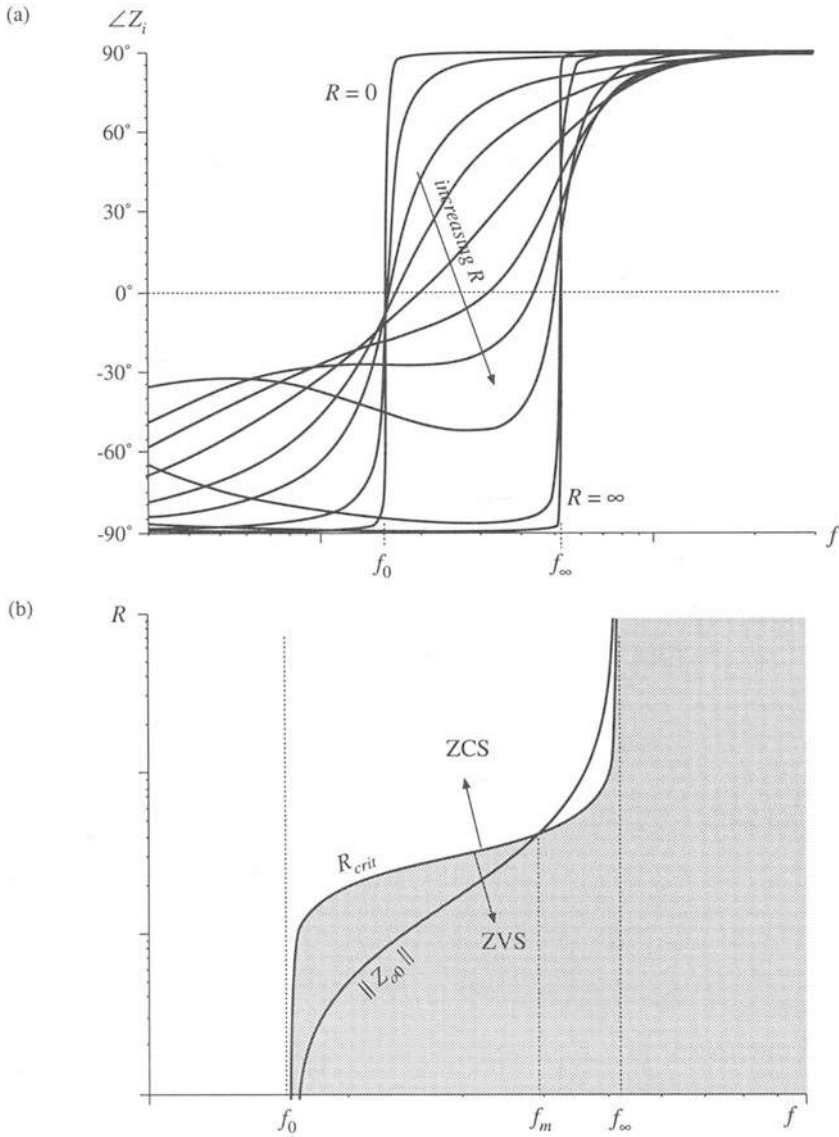 (a)
∠Z_i
90°
R = 0
60°
30°
increasing R
0°
-30°
-60°
R = ∞
-90°
f_0
f_∞
f
(b)
R
ZCS
R_crit
ZVS
|| Z_o0 ||
f_0
f_m
f_∞
f